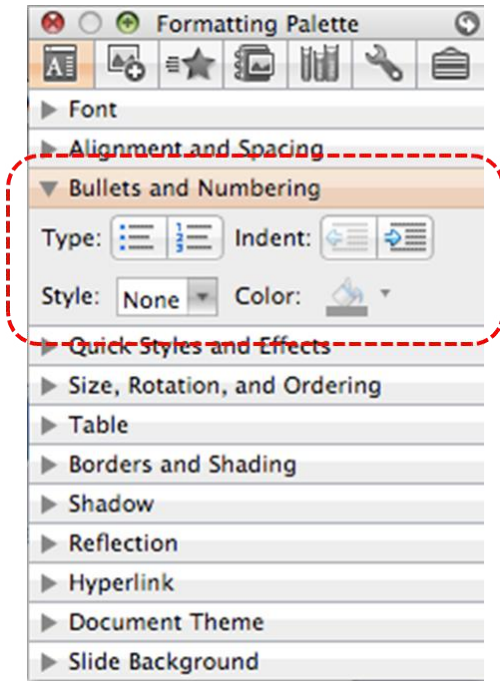 Formatting Palette
Font
Alignment and Spacing
Bullets and Numbering
Type: Indent:
Style: None Color:
Quick Styles and Effects
Size, Rotation, and Ordering
Table
Borders and Shading
Shadow
Reflection
Hyperlink
Document Theme
Slide Background